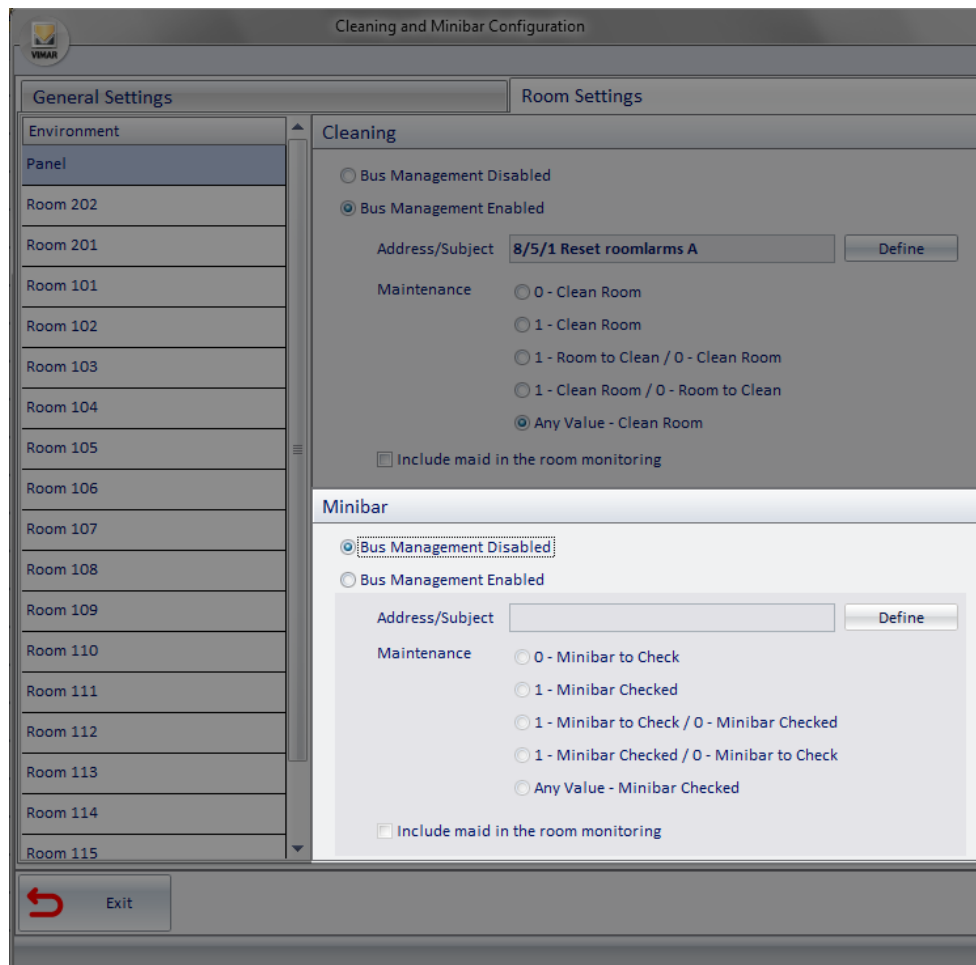 Cleaning and Minibar Configuration
VIMAR
General Settings
Room Settings
Environment
Panel
Room 202
Room 201
Room 101
Room 102
Room 103
Room 104
Room 105
Room 106
Room 107
Room 108
Room 109
Room 110
Room 111
Room 112
Room 113
Room 114
Room 115
Cleaning
Bus Management Disabled
Bus Management Enabled
Address/Subject 8/5/1 Reset roomlarms A Define
Maintenance 0 - Clean Room
1 - Clean Room
1 - Room to Clean / 0 - Clean Room
1 - Clean Room / 0 - Room to Clean
Any Value - Clean Room
Include maid in the room monitoring
Minibar
Bus Management Disabled
Bus Management Enabled
Address/Subject Define
Maintenance 0 - Minibar to Check
1 - Minibar Checked
1 - Minibar to Check / 0 - Minibar Checked
1 - Minibar Checked / 0 - Minibar to Check
Any Value - Minibar Checked
Include maid in the room monitoring
Exit